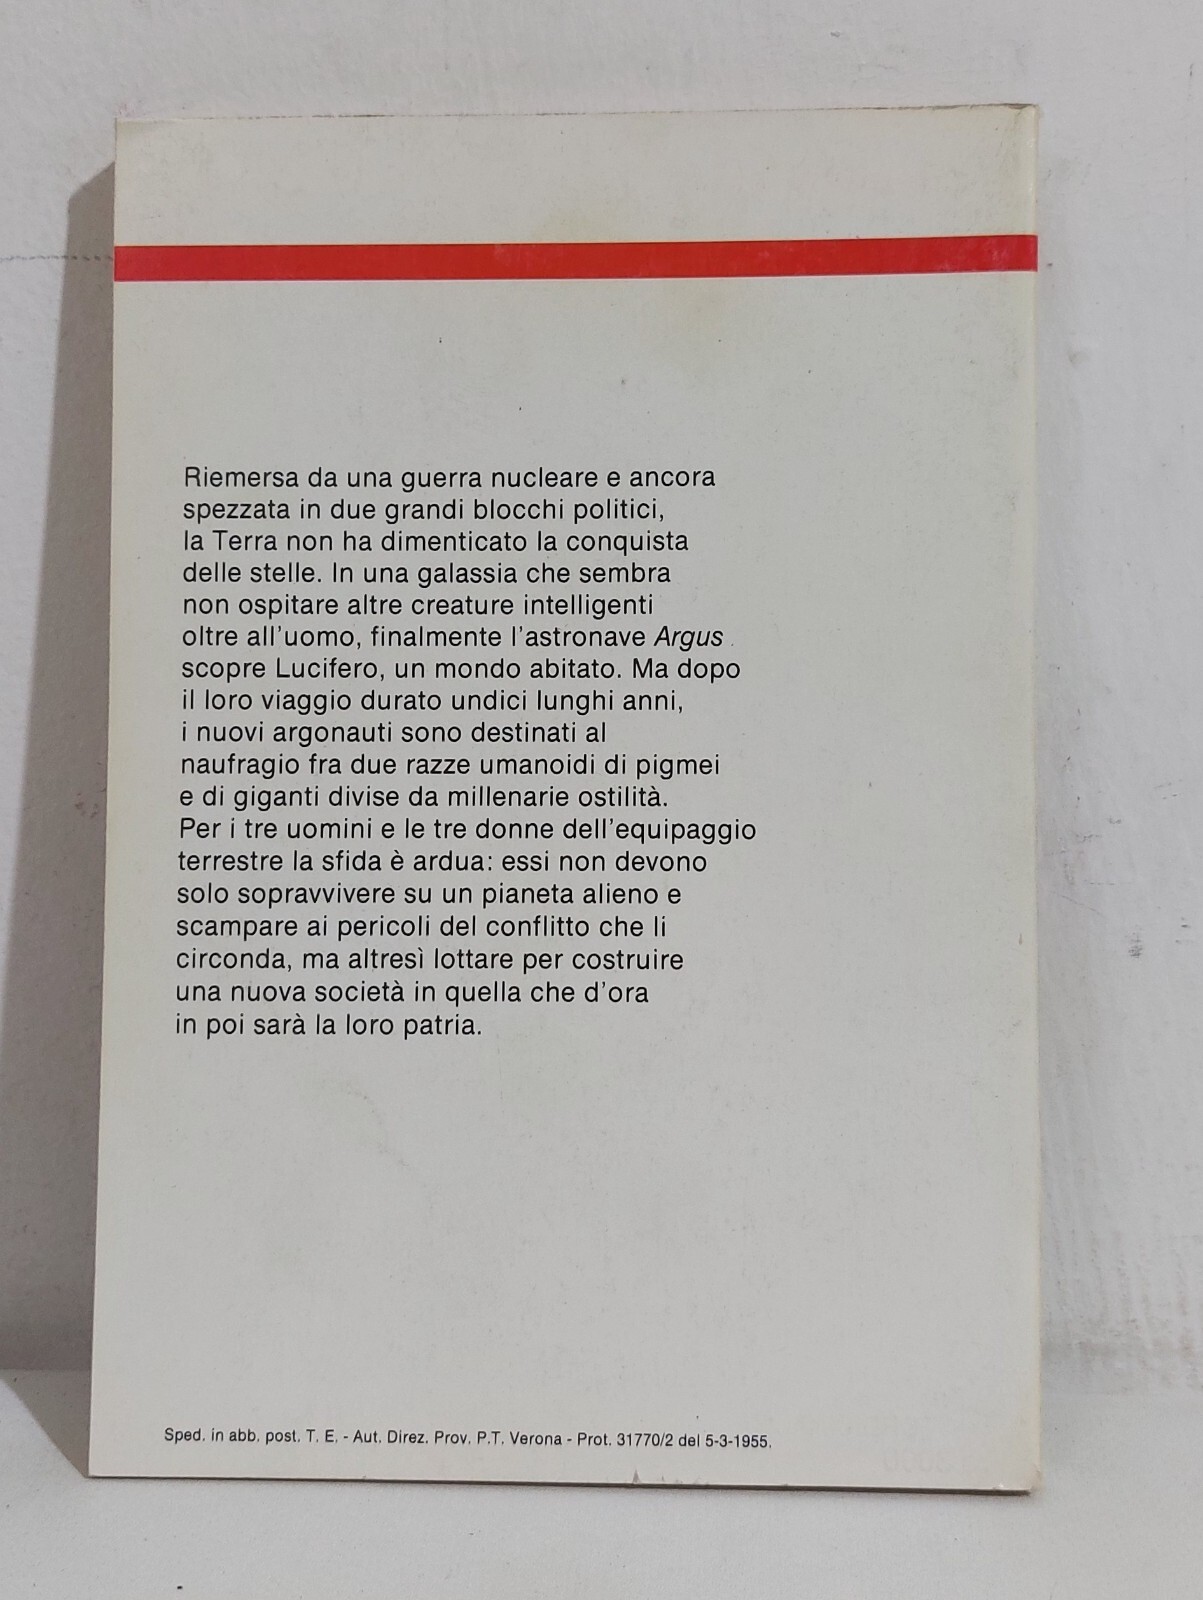 Riemersa da una guerra nucleare e ancora
spezzata in due grandi blocchi politici,
la Terra non ha dimenticato la conquista
delle stelle. In una galassia che sembra
non ospitare altre creature intelligenti
oltre all'uomo, finalmente l'astronave Argus
scopre Lucifero, un mondo abitato. Ma dopo
il loro viaggio durato undici lunghi anni,
i nuovi argonauti sono destinati al
naufragio fra due razze umanoidi di pigmei
e di giganti divise da millenarie ostilità.
Per i tre uomini e le tre donne dell'equipaggio
terrestre la sfida è ardua: essi non devono
solo sopravvivere su un pianeta alieno e
scampare ai pericoli del conflitto che li
circonda, ma altresì lottare per costruire
una nuova società in quella che d'ora
in poi sarà la loro patria.
Sped. in abb. post. T. E. - Aut. Direz. Prov. P.T. Verona - Prot. 31770/2 del 5-3-1955.